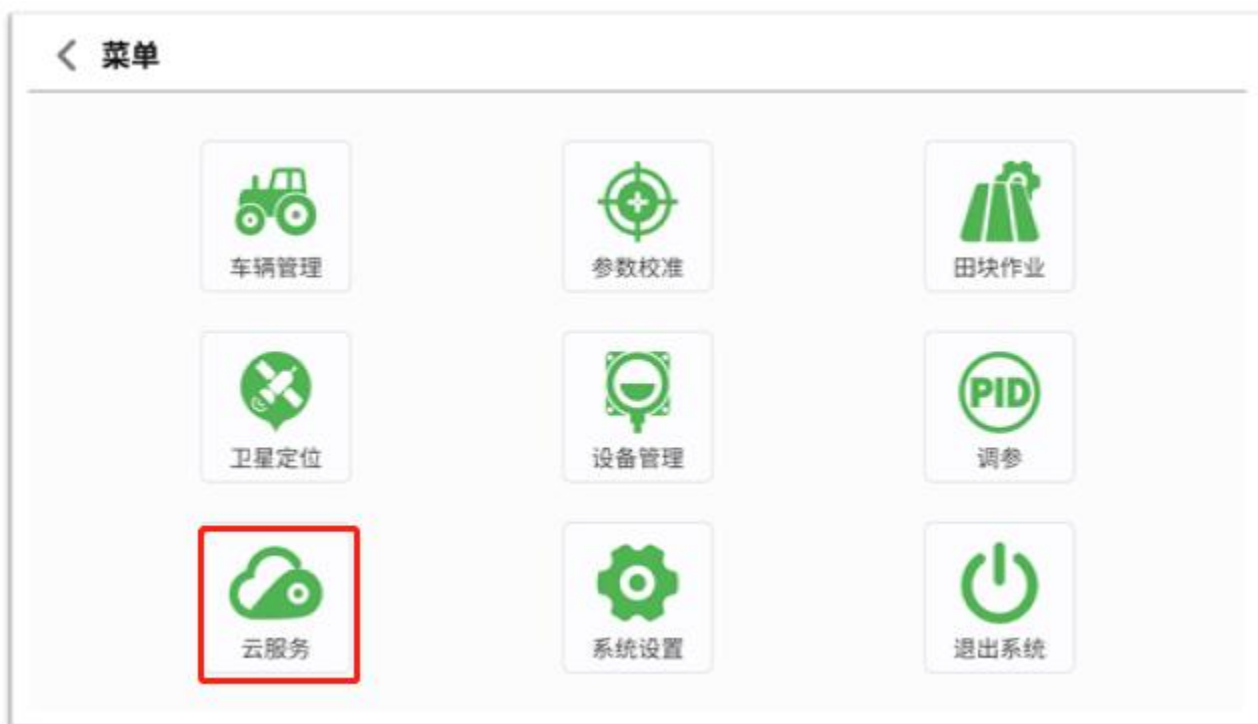 菜单
车辆管理
参数校准
田块作业
卫星定位
设备管理
PID
调参
云服务
系统设置
退出系统